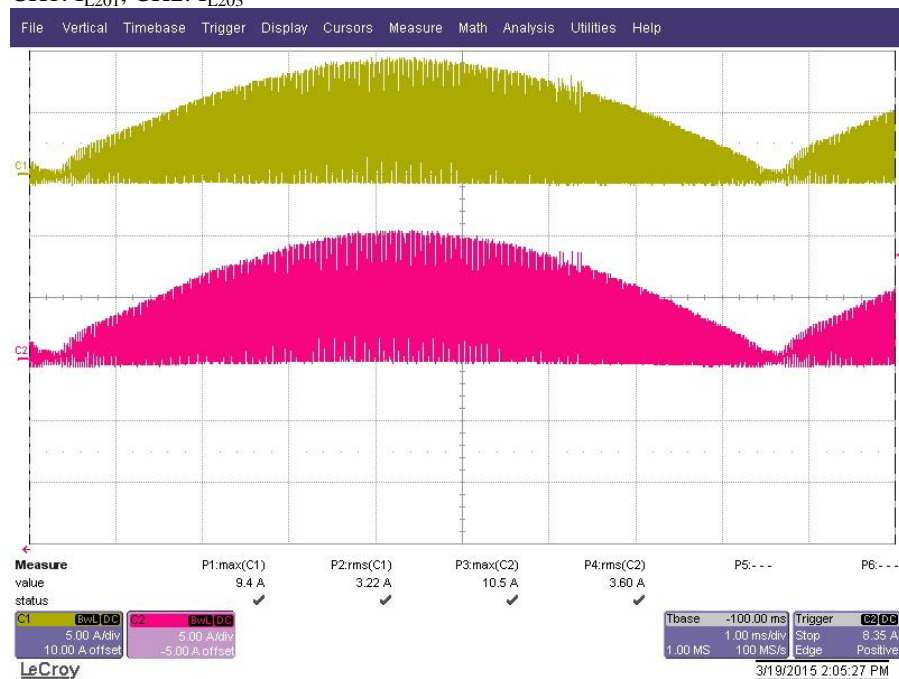 CH1: I_L201, CH2: I_L203
File Vertical Timebase Trigger Display Cursors Measure Math Analysis Utilities Help
C1
C2
Measure P1:max(C1) P2:rms(C1) P3:max(C2) P4:rms(C2) P5:- - - P6:- - -
value 9.4 A 3.22 A 10.5 A 3.60 A
status
C1 BwL DC C2 BwL DC Tbase -100.00 ms Trigger C2 DC
5.00 A/div 5.00 A/div 1.00 ms/div Stop 8.35 A
10.00 A offset -5.00 A offset 1.00 MS 100 MS/s Edge Positive
LeCroy 3/19/2015 2:05:27 PM